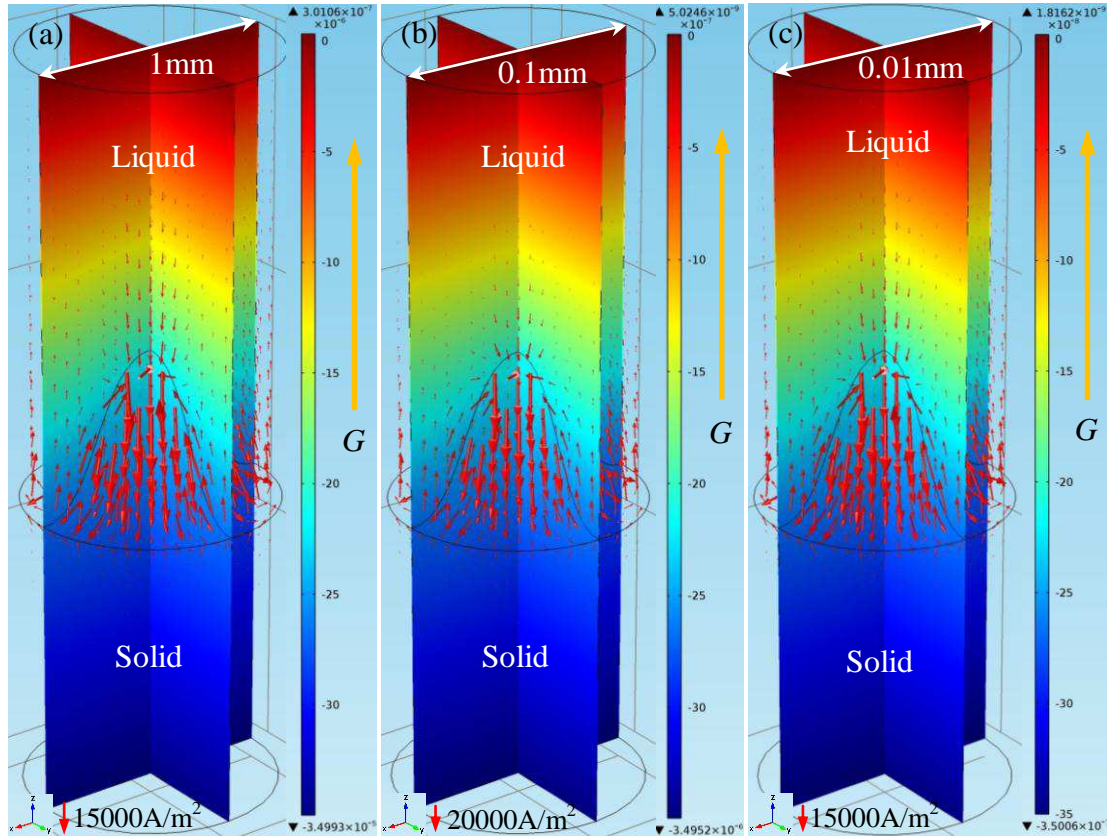 (a)
1mm
Liquid
G
Solid
15000A/m²
z
x
y
▲ 3.0106×10⁻⁷
×10⁻⁶
0
-5
-10
-15
-20
-25
-30
▼ -3.4993×10⁻⁵
(b)
0.1mm
Liquid
G
Solid
20000A/m²
z
x
y
▲ 5.0246×10⁻⁹
×10⁻⁷
0
-5
-10
-15
-20
-25
-30
▼ -3.4952×10⁻⁶
(c)
0.01mm
Liquid
G
Solid
15000A/m²
z
x
y
▲ 1.8162×10⁻⁹
×10⁻⁸
0
-5
-10
-15
-20
-25
-30
-35
▼ -3.5006×10⁻